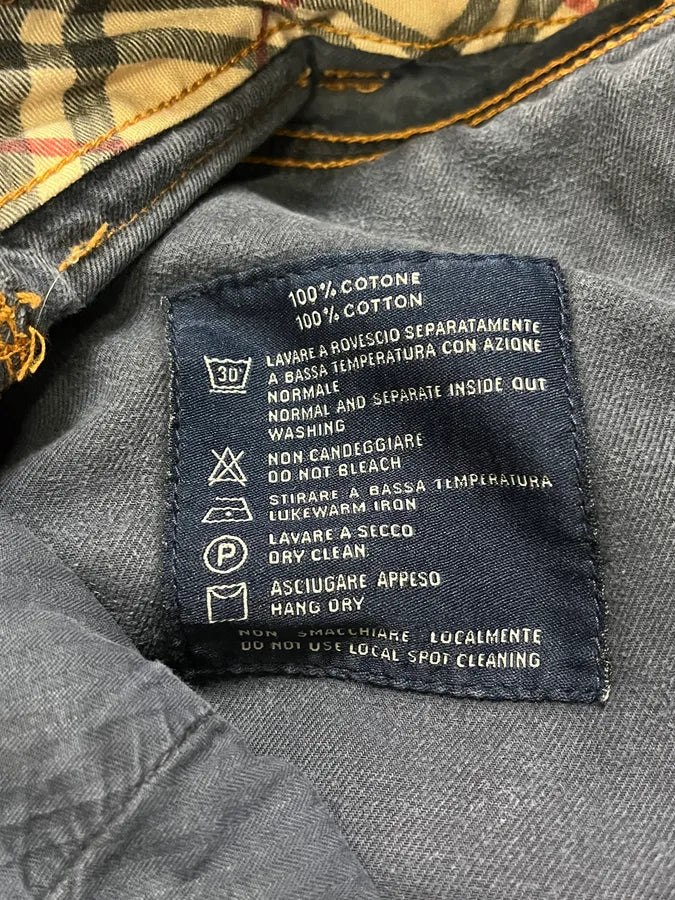 100% COTONE
100% COTTON
30°
LAVARE A ROVESCIO SEPARATAMENTE
A BASSA TEMPERATURA CON AZIONE
NORMALE
NORMAL AND SEPARATE INSIDE OUT
WASHING
NON CANDEGGIARE
DO NOT BLEACH
STIRARE A BASSA TEMPERATURA
LUKEWARM IRON
P
LAVARE A SECCO
DRY CLEAN
ASCIUGARE APPESO
HANG DRY
NON SMACCHIARE LOCALMENTE
DO NOT USE LOCAL SPOT CLEANING